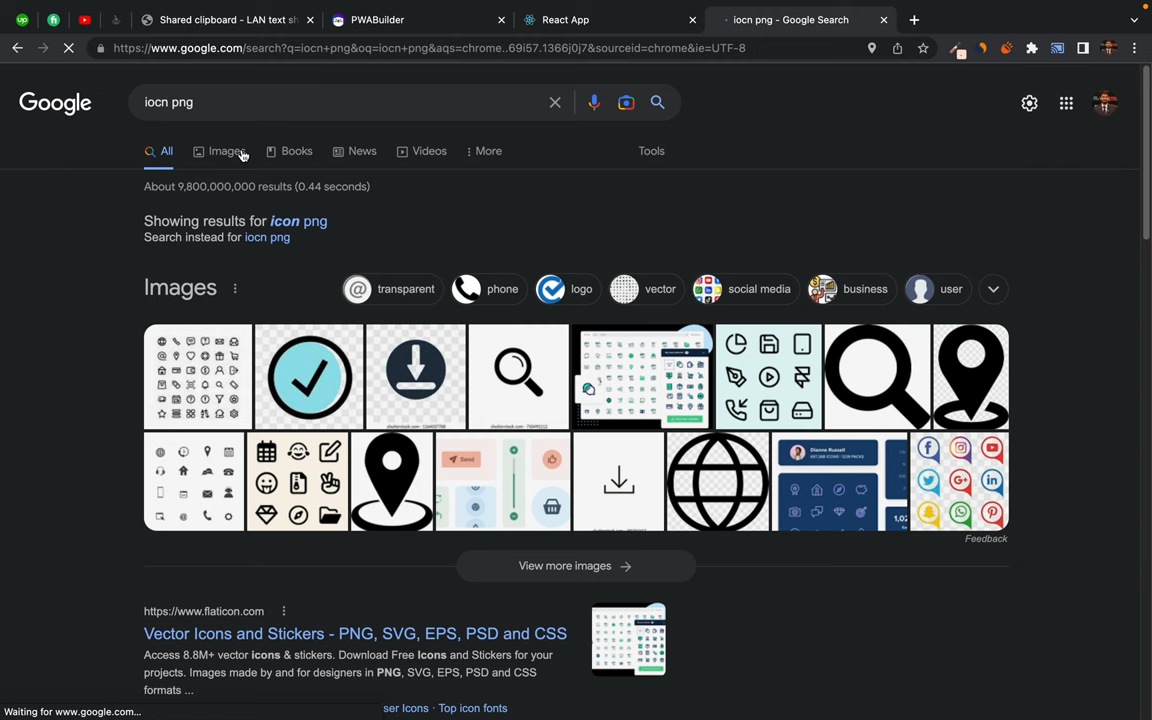 Shared clipboard - LAN text sh
PWABuilder
React App
iocn png - Google Search
https://www.google.com/search?q=iocn+png&oq=iocn+png&aqs=chrome..69i57.1366j0j7&sourceid=chrome&ie=UTF-8
Google
iocn png
All
Images
Books
News
Videos
More
Tools
About 9,800,000,000 results (0.44 seconds)
Showing results for icon png
Search instead for iocn png
Images
transparent
phone
logo
vector
social media
business
user
Send
Feedback
View more images
https://www.flaticon.com
Vector Icons and Stickers - PNG, SVG, EPS, PSD and CSS
Access 8.8M+ vector icons & stickers. Download Free Icons and Stickers for your
projects. Images made by and for designers in PNG, SVG, EPS, PSD and CSS
formats ...
ser Icons · Top icon fonts
Waiting for www.google.com...